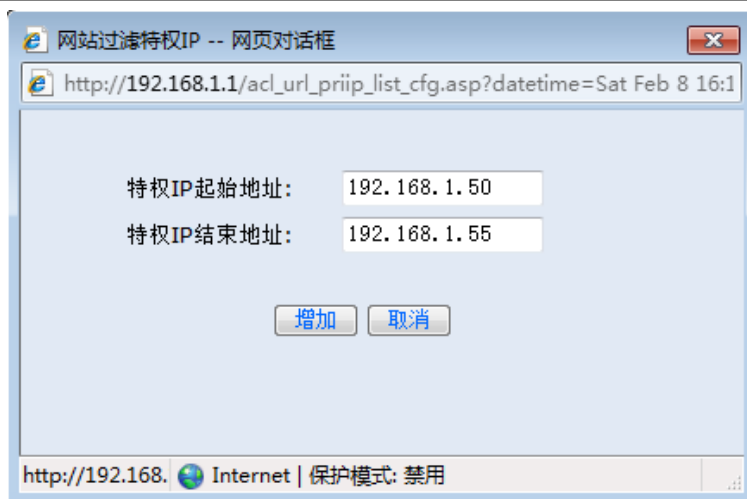 网站过滤特权IP -- 网页对话框
http://192.168.1.1/acl_url_priip_list_cfg.asp?datetime=Sat Feb 8 16:1
特权IP起始地址: 192.168.1.50
特权IP结束地址: 192.168.1.55
增加 取消
http://192.168. Internet | 保护模式: 禁用